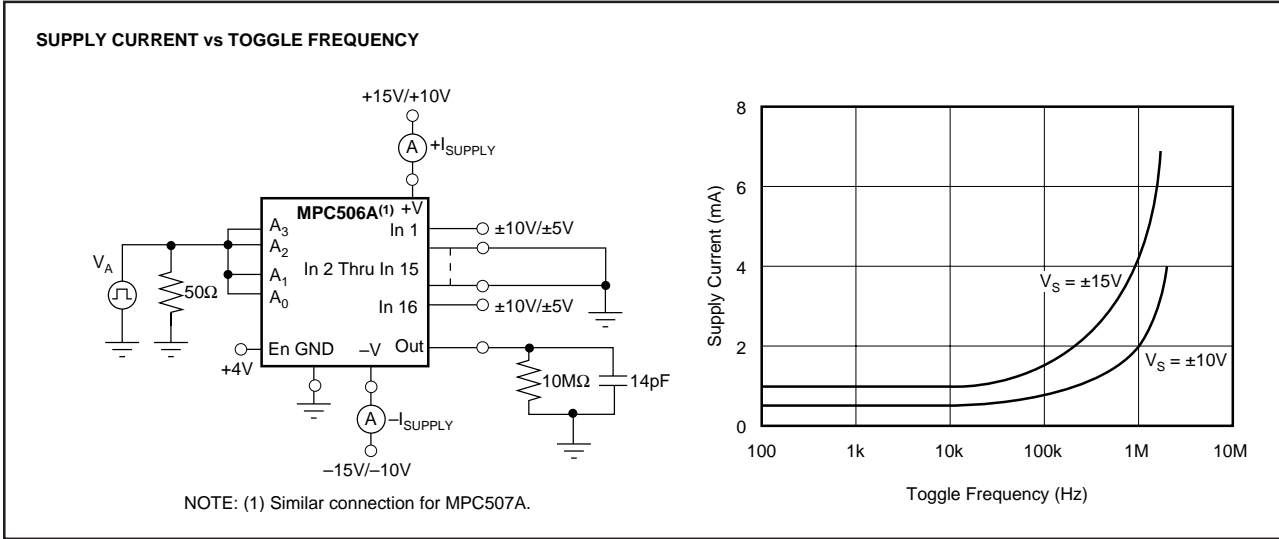 SUPPLY CURRENT vs TOGGLE FREQUENCY
+15V/+10V
A
+I_SUPPLY
MPC506A(1)
+V
A3
A2
A1
A0
In 1
In 2 Thru In 15
In 16
En
GND
–V
Out
±10V/±5V
±10V/±5V
VA
50Ω
+4V
10MΩ
14pF
A
–I_SUPPLY
–15V/–10V
NOTE: (1) Similar connection for MPC507A.
Supply Current (mA)
8
6
4
2
0
VS = ±15V
VS = ±10V
100
1k
10k
100k
1M
10M
Toggle Frequency (Hz)